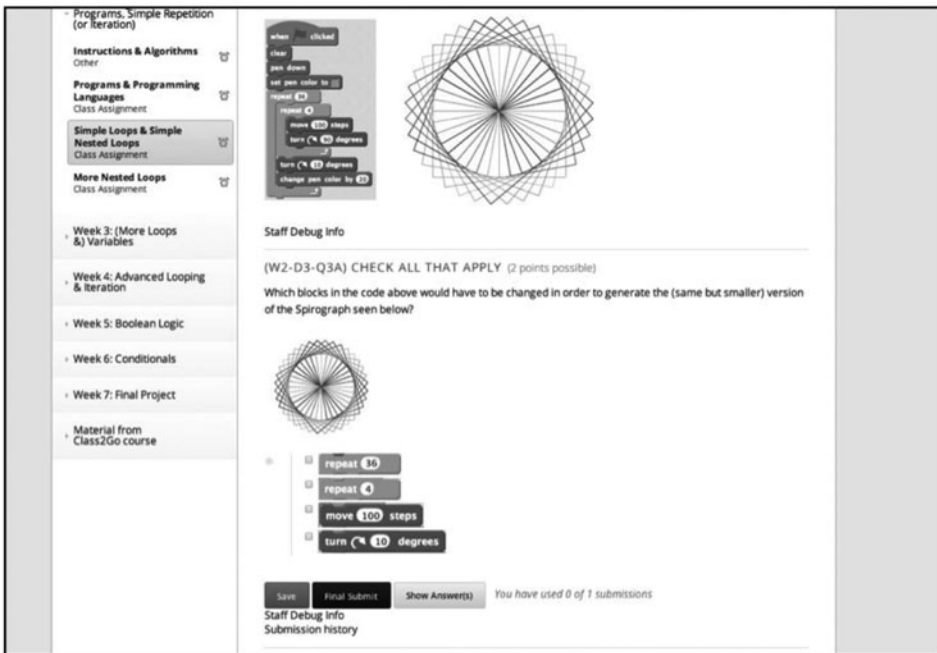 Programs, Simple Repetition
(or Iteration)
Instructions & Algorithms
Other
Programs & Programming
Languages
Class Assignment
Simple Loops & Simple
Nested Loops
Class Assignment
More Nested Loops
Class Assignment
Week 3: (More Loops
&) Variables
Week 4: Advanced Looping
& Iteration
Week 5: Boolean Logic
Week 6: Conditionals
Week 7: Final Project
Material from
Class2Go course
when clicked
clear
pen down
set pen color to
repeat 36
repeat 4
move 100 steps
turn 90 degrees
turn 10 degrees
change pen color by 20
Staff Debug Info
(W2-D3-Q3A) CHECK ALL THAT APPLY (2 points possible)
Which blocks in the code above would have to be changed in order to generate the (same but smaller) version
of the Spirograph seen below?
repeat 36
repeat 4
move 100 steps
turn 10 degrees
Save Final Submit Show Answer(s) You have used 0 of 1 submissions
Staff Debug Info
Submission history